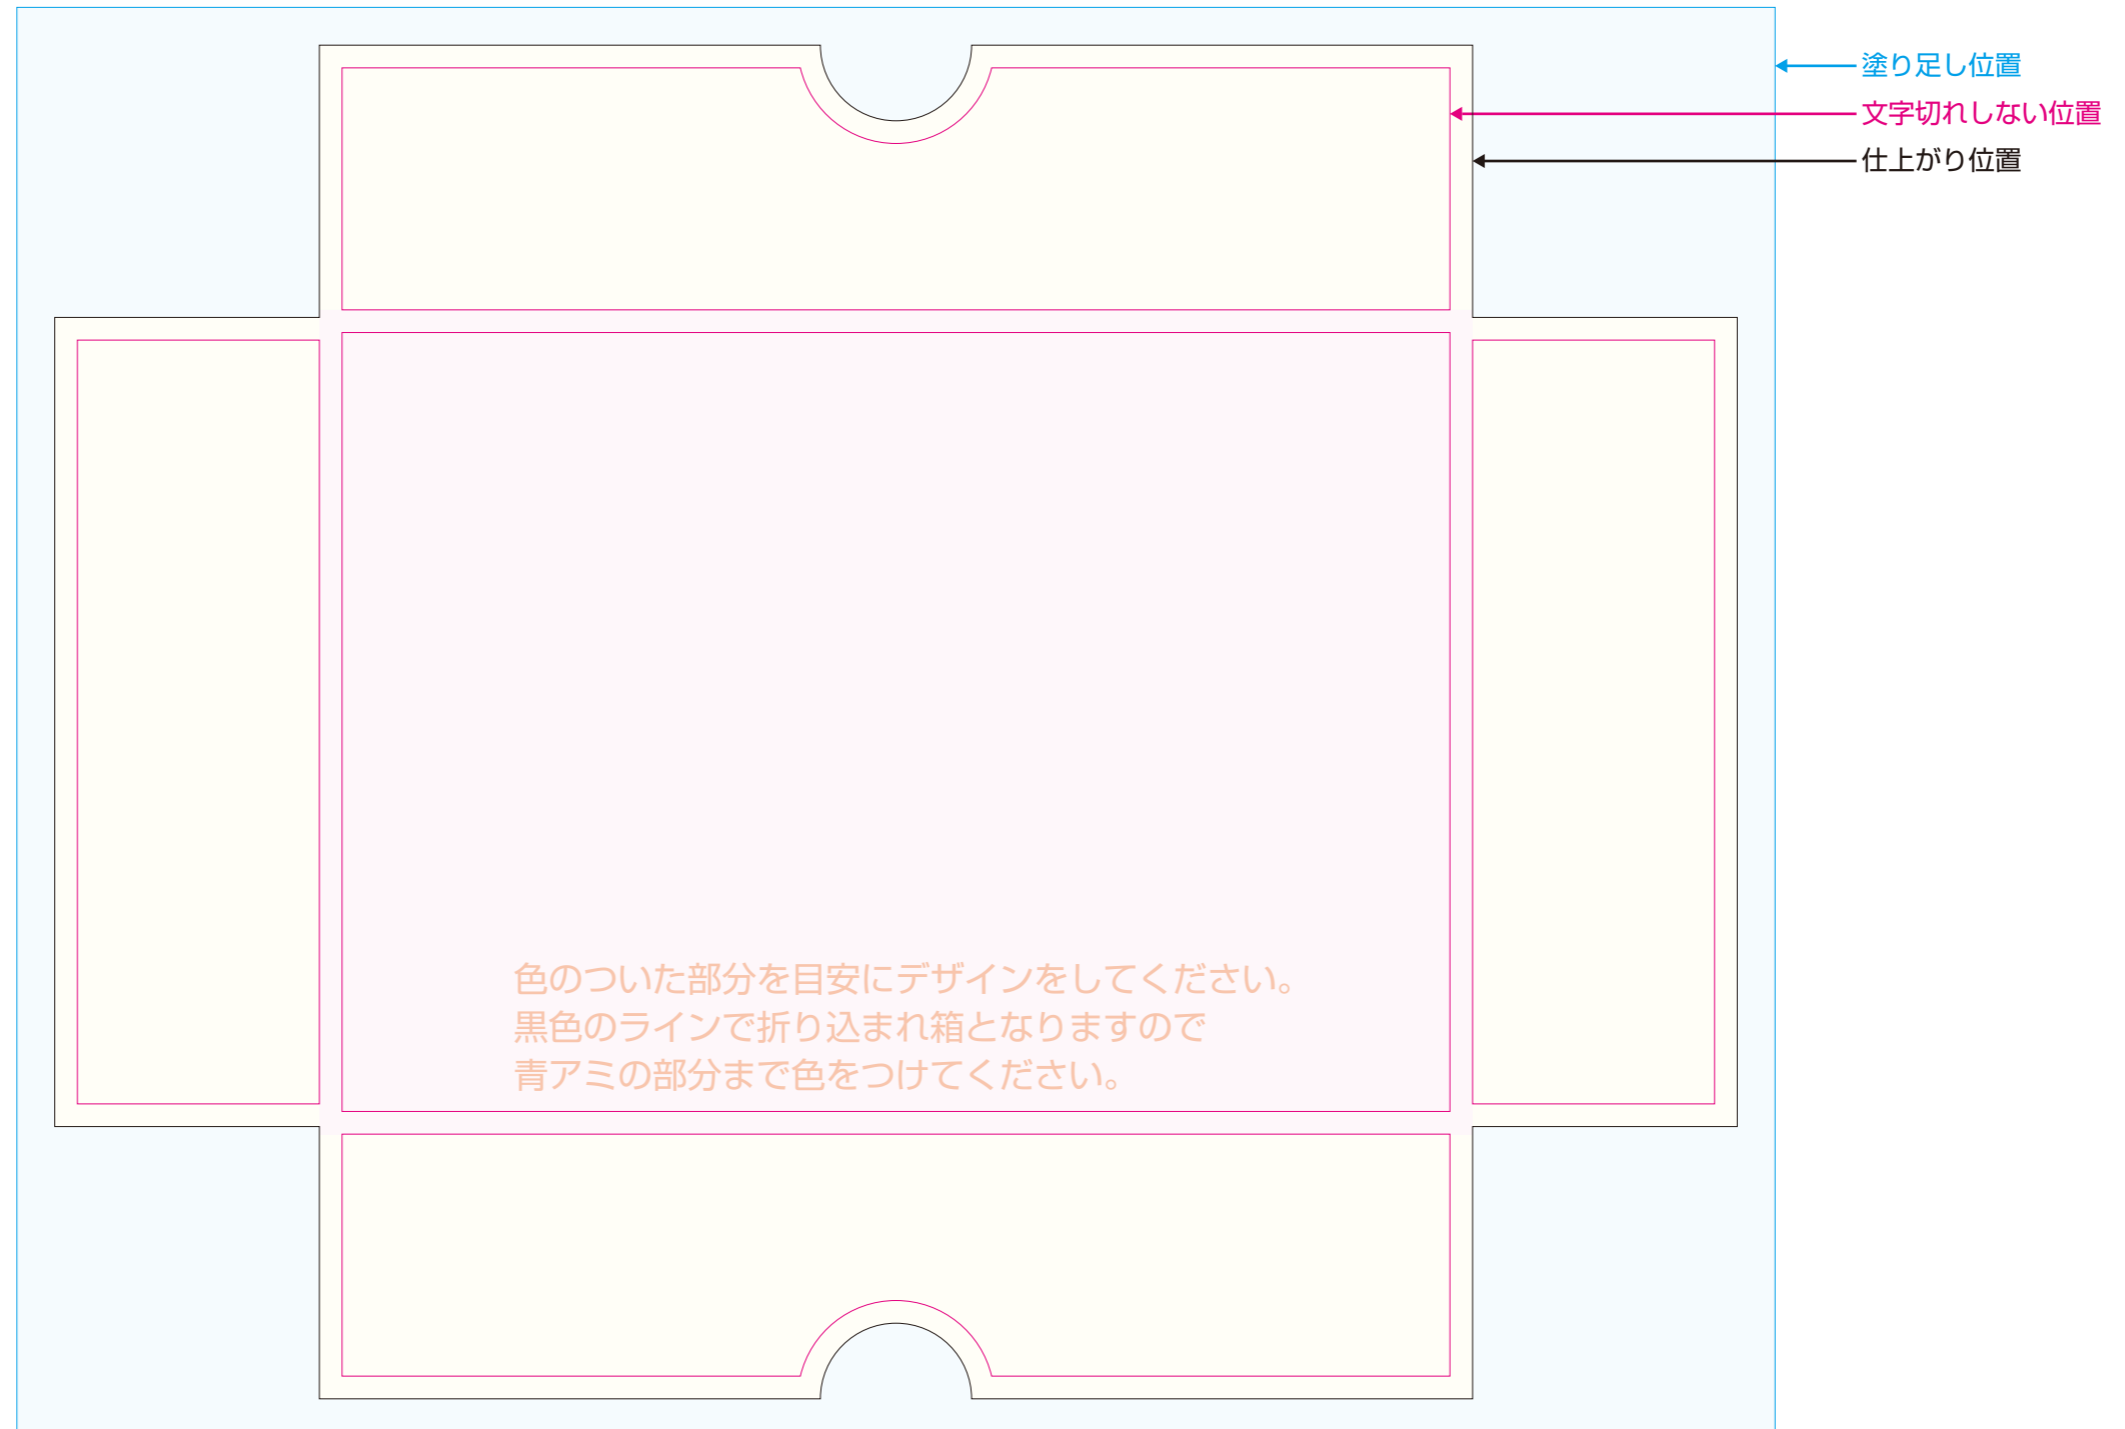 塗り足し位置
文字切れしない位置
仕上がり位置
色のついた部分を目安にデザインをしてください。
黒色のラインで折り込まれ箱となりますので
青アミの部分まで色をつけてください。